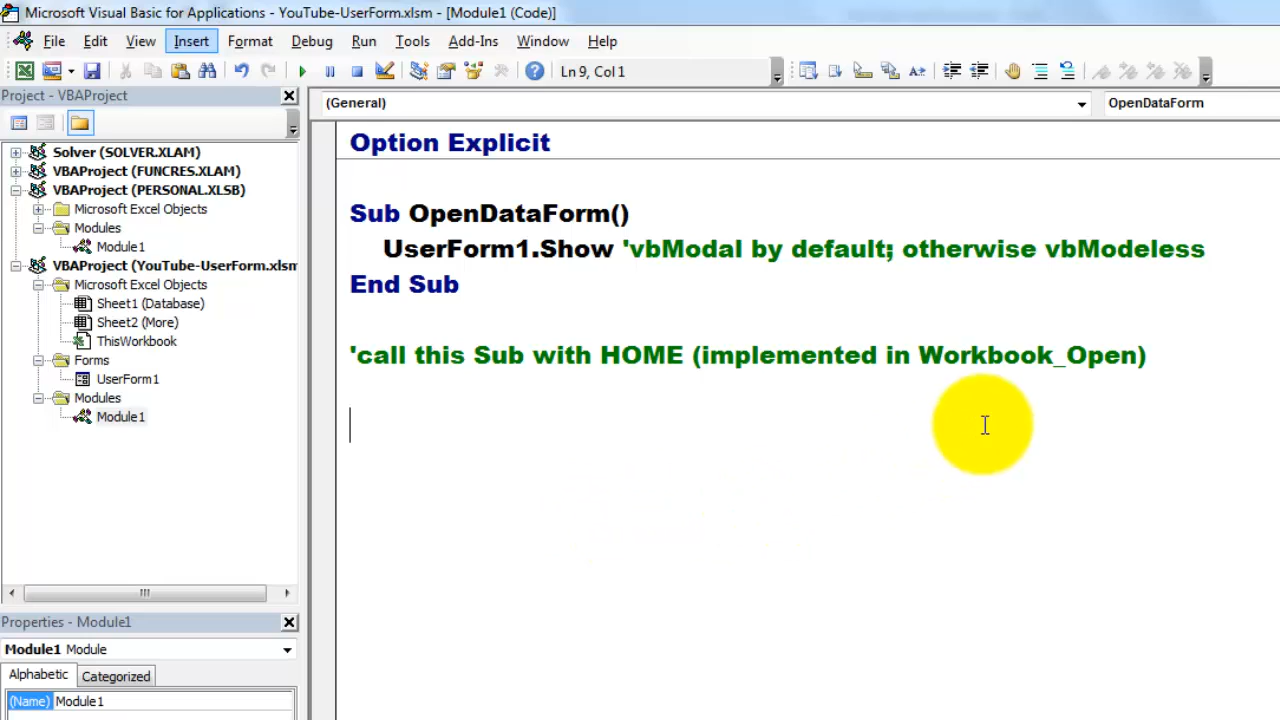 Microsoft Visual Basic for Applications - YouTube-UserForm.xlsm - [Module1 (Code)]
File Edit View Insert Format Debug Run Tools Add-Ins Window Help
Ln 9, Col 1
Project - VBAProject
(General)
OpenDataForm
Solver (SOLVER.XLAM)
VBAProject (FUNCRES.XLAM)
VBAProject (PERSONAL.XLSB)
Microsoft Excel Objects
Modules
Module1
VBAProject (YouTube-UserForm.xlsm
Microsoft Excel Objects
Sheet1 (Database)
Sheet2 (More)
ThisWorkbook
Forms
UserForm1
Modules
Module1
Option Explicit
Sub OpenDataForm()
UserForm1.Show 'vbModal by default; otherwise vbModeless
End Sub
'call this Sub with HOME (implemented in Workbook_Open)
Properties - Module1
Module1 Module
Alphabetic Categorized
(Name) Module1